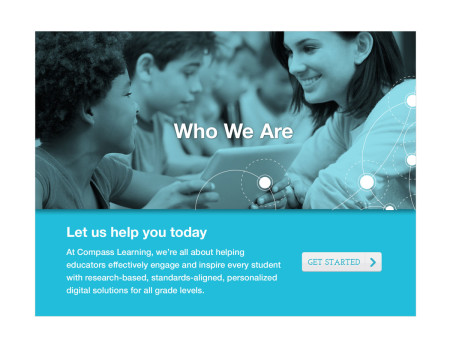 Who We Are
Let us help you today
At Compass Learning, we're all about helping
educators effectively engage and inspire every student
with research-based, standards-aligned, personalized
digital solutions for all grade levels.
GET STARTED